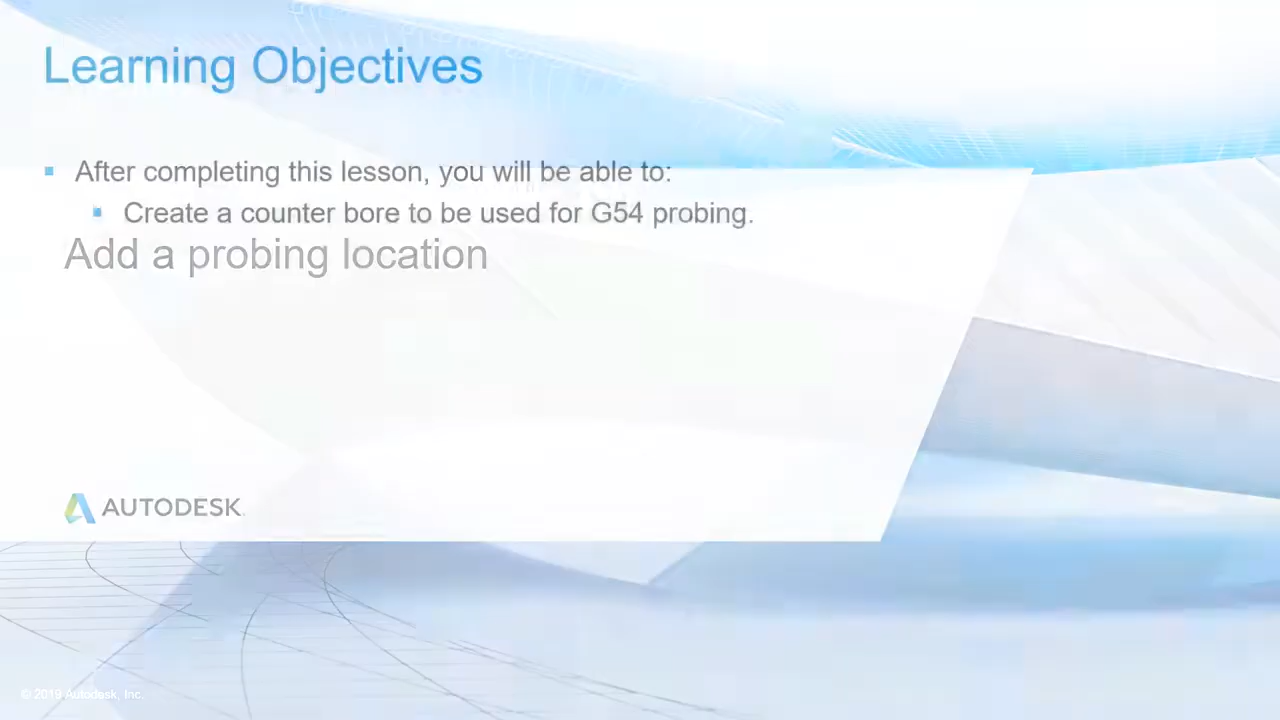 Learning Objectives
▪ After completing this lesson, you will be able to:
▪ Create a counter bore to be used for G54 probing.
Add a probing location
AUTODESK.
© 2019 Autodesk, Inc.